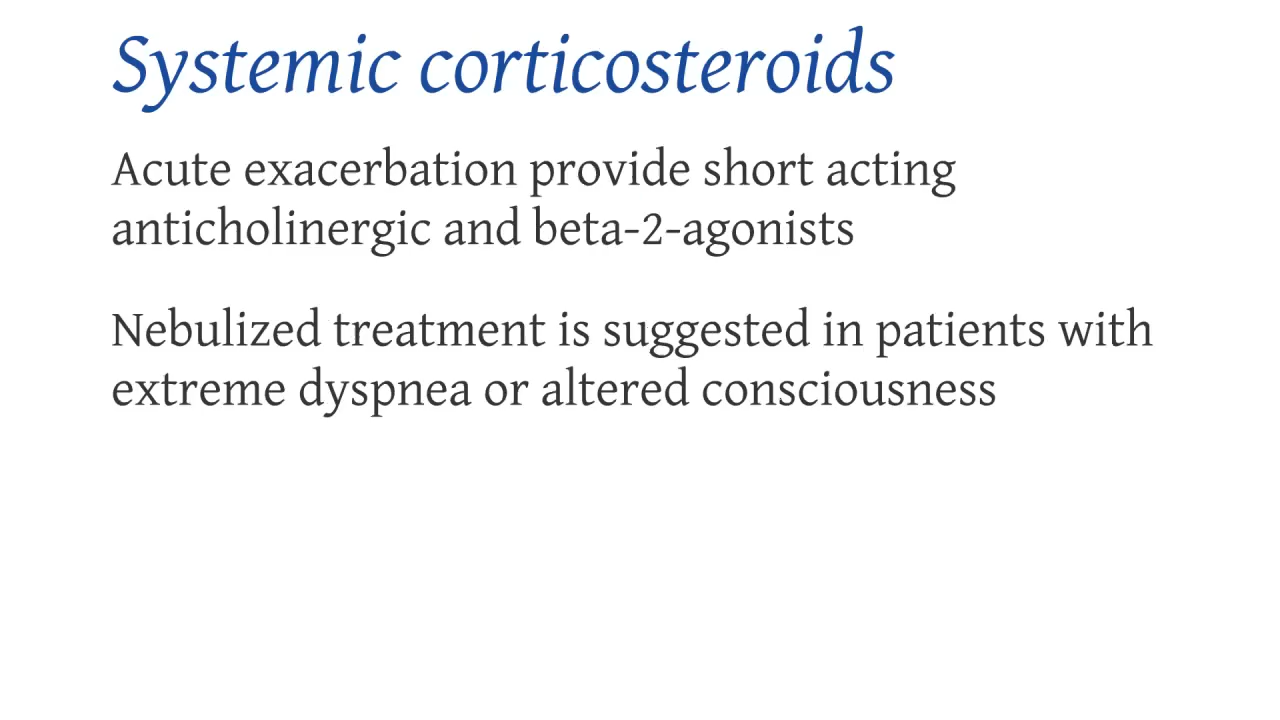 Systemic corticosteroids
Acute exacerbation provide short acting
anticholinergic and beta-2-agonists
Nebulized treatment is suggested in patients with
extreme dyspnea or altered consciousness